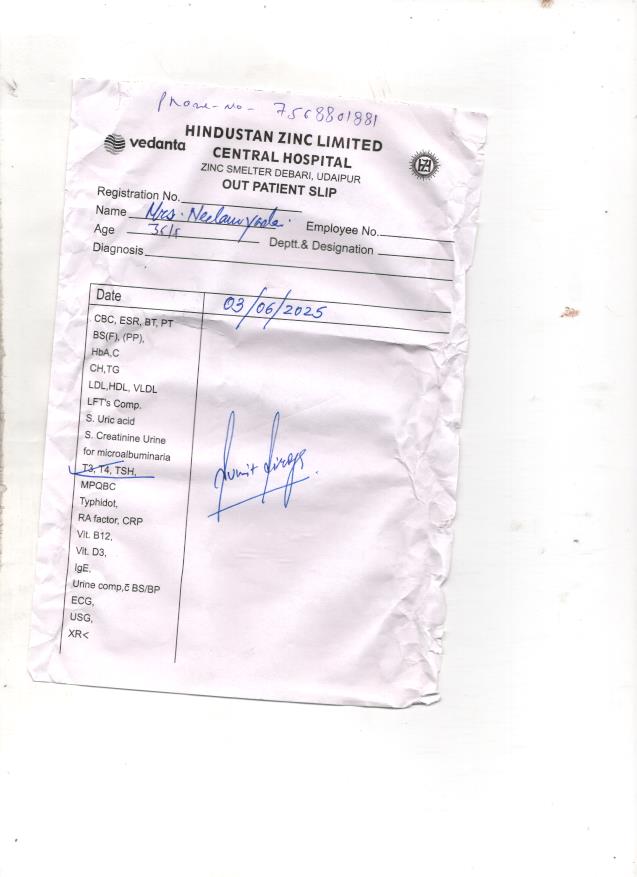 Phone-No- 7568801881
vedanta
HINDUSTAN ZINC LIMITED
CENTRAL HOSPITAL
ZINC SMELTER DEBARI, UDAIPUR
OUT PATIENT SLIP
HZ
Registration No.
Name Mrs. Neelam
Employee No.
Age
Deptt.& Designation
Diagnosis
Date 03/06/2025
CBC, ESR, BT, PT
BS(F), (PP),
HbA,C
CH,TG
LDL,HDL, VLDL
LFT's Comp.
S. Uric acid
S. Creatinine Urine
for microalbuminaria
T3, T4, TSH,
MPQBC
Typhidot,
RA factor, CRP
Vit. B12,
Vit. D3,
IgE,
Urine comp,c̄ BS/BP
ECG,
USG,
XR<